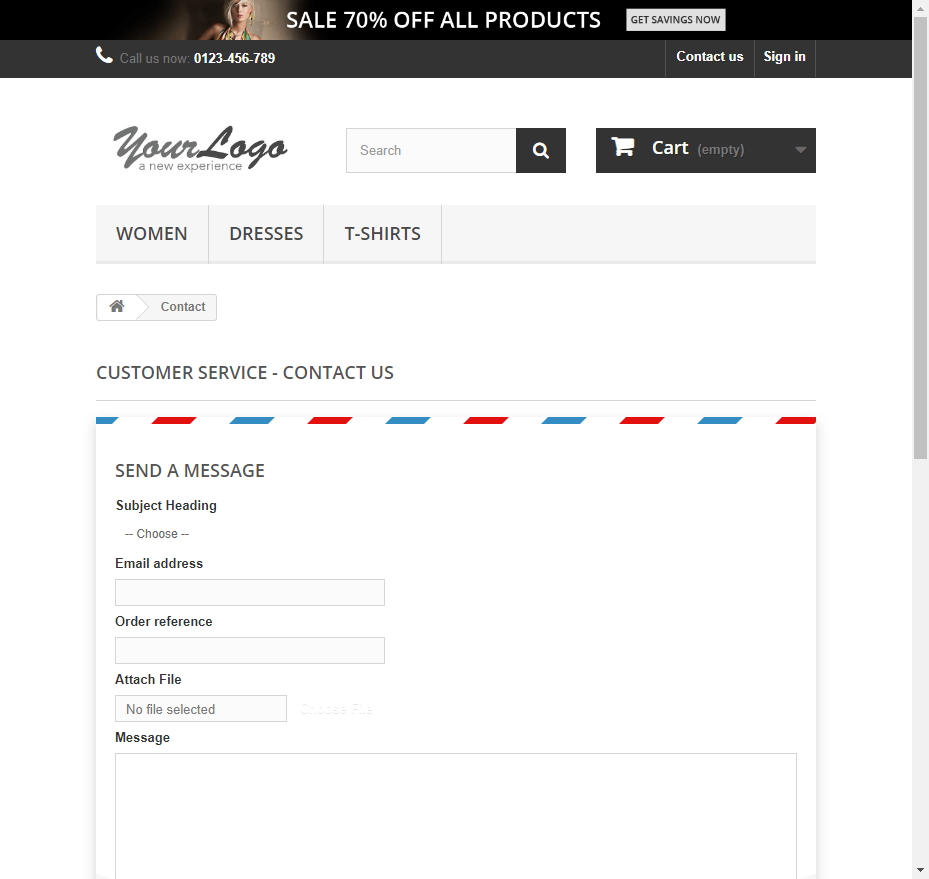 SALE 70% OFF ALL PRODUCTS GET SAVINGS NOW
Call us now: 0123-456-789 Contact us Sign in
YourLogo
a new experience
Search
Cart (empty)
WOMEN DRESSES T-SHIRTS
Contact
CUSTOMER SERVICE - CONTACT US
SEND A MESSAGE
Subject Heading
-- Choose --
Email address
Order reference
Attach File
No file selected Choose File
Message